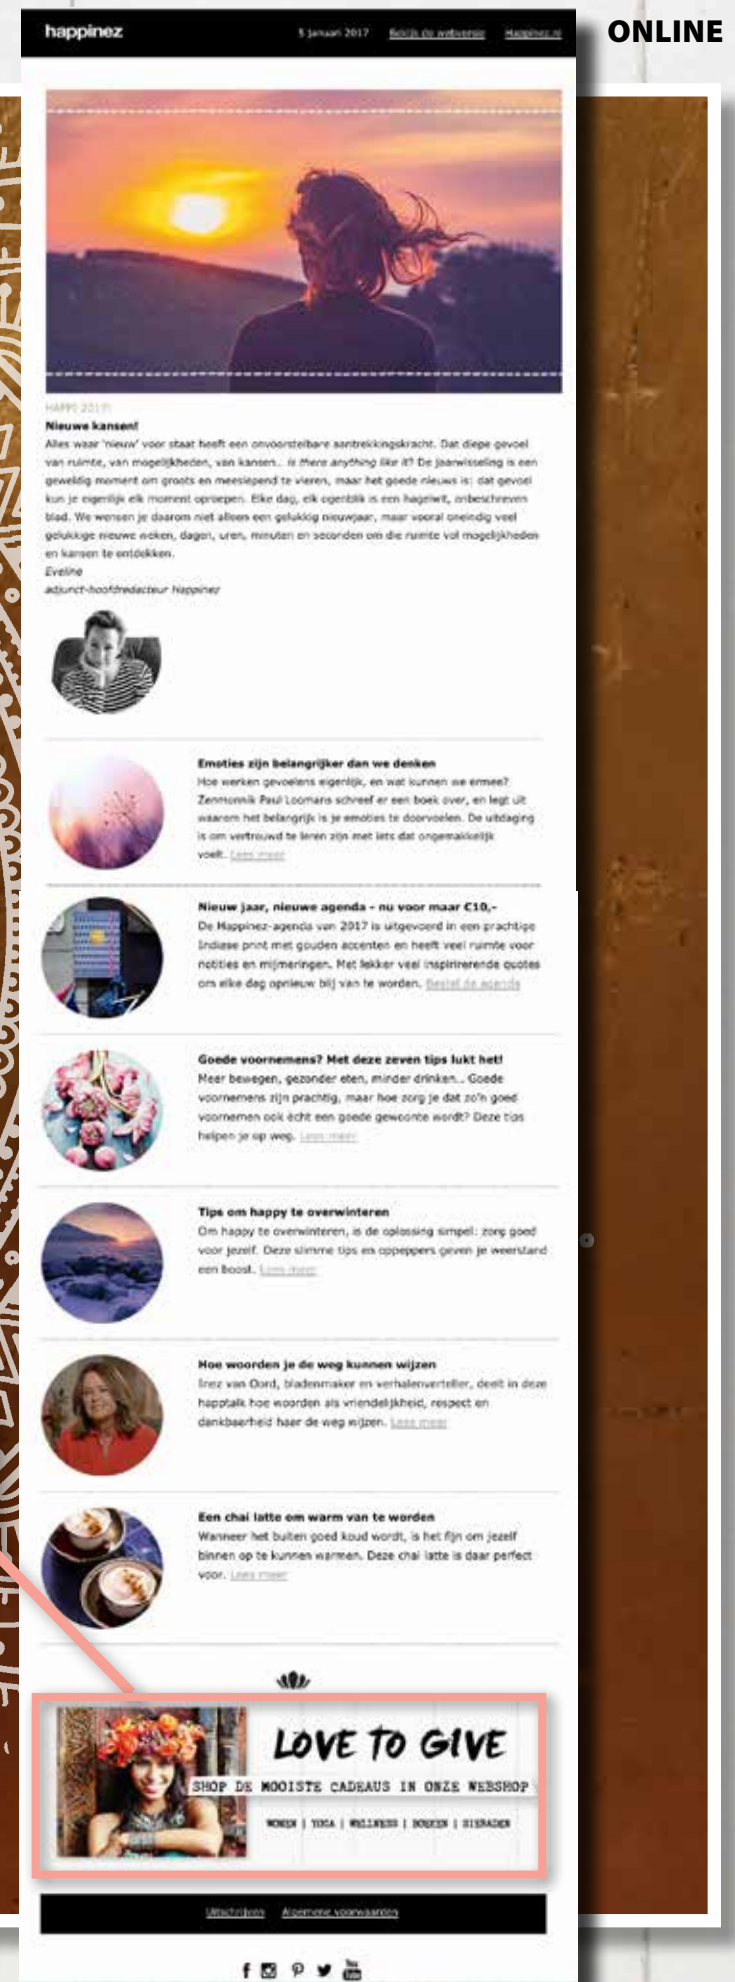 ONLINE
happinez
5 januari 2017 Bekijk de webversie Happinez.nl
HAPPY 2017!
Nieuwe kansen!
Alles waar 'nieuw' voor staat heeft een onvoorstelbare aantrekkingskracht. Dat diepe gevoel
van ruimte, van mogelijkheden, van kansen.. is there anything like it? De jaarwisseling is een
geweldig moment om groots en meeslepend te vieren, maar het goede nieuws is: dat gevoel
kun je eigenlijk elk moment oproepen. Elke dag, elk ogenblik is een hagelwit, onbeschreven
blad. We wensen je daarom niet alleen een gelukkig nieuwjaar, maar vooral oneindig veel
gelukkige nieuwe weken, dagen, uren, minuten en seconden om die ruimte vol mogelijkheden
en kansen te ontdekken.
Eveline
adjunct-hoofdredacteur Happinez
Emoties zijn belangrijker dan we denken
Hoe werken gevoelens eigenlijk, en wat kunnen we ermee?
Zenmonnik Paul Loomans schreef er een boek over, en legt uit
waarom het belangrijk is je emoties te doorvoelen. De uitdaging
is om vertrouwd te leren zijn met iets dat ongemakkelijk
voelt. Lees meer
Nieuw jaar, nieuwe agenda - nu voor maar €10,-
De Happinez-agenda van 2017 is uitgevoerd in een prachtige
Indiase print met gouden accenten en heeft veel ruimte voor
notities en mijmeringen. Met lekker veel inspirirerende quotes
om elke dag opnieuw blij van te worden. Bestel de agenda
Goede voornemens? Met deze zeven tips lukt het!
Meer bewegen, gezonder eten, minder drinken.. Goede
voornemens zijn prachtig, maar hoe zorg je dat zo'n goed
voornemen ook écht een goede gewoonte wordt? Deze tips
helpen je op weg. Lees meer
Tips om happy te overwinteren
Om happy te overwinteren, is de oplossing simpel: zorg goed
voor jezelf. Deze slimme tips en oppeppers geven je weerstand
een boost. Lees meer
Hoe woorden je de weg kunnen wijzen
Inez van Oord, bladenmaker en verhalenverteller, deelt in deze
happtalk hoe woorden als vriendelijkheid, respect en
dankbaarheid haar de weg wijzen. Lees meer
Een chai latte om warm van te worden
Wanneer het buiten goed koud wordt, is het fijn om jezelf
binnen op te kunnen warmen. Deze chai latte is daar perfect
voor. Lees meer
LOVE TO GIVE
SHOP DE MOOISTE CADEAUS IN ONZE WEBSHOP
WONEN | YOGA | WELLNESS | BOEKEN | SIERADEN
Uitschrijven Algemene voorwaarden
You Tube